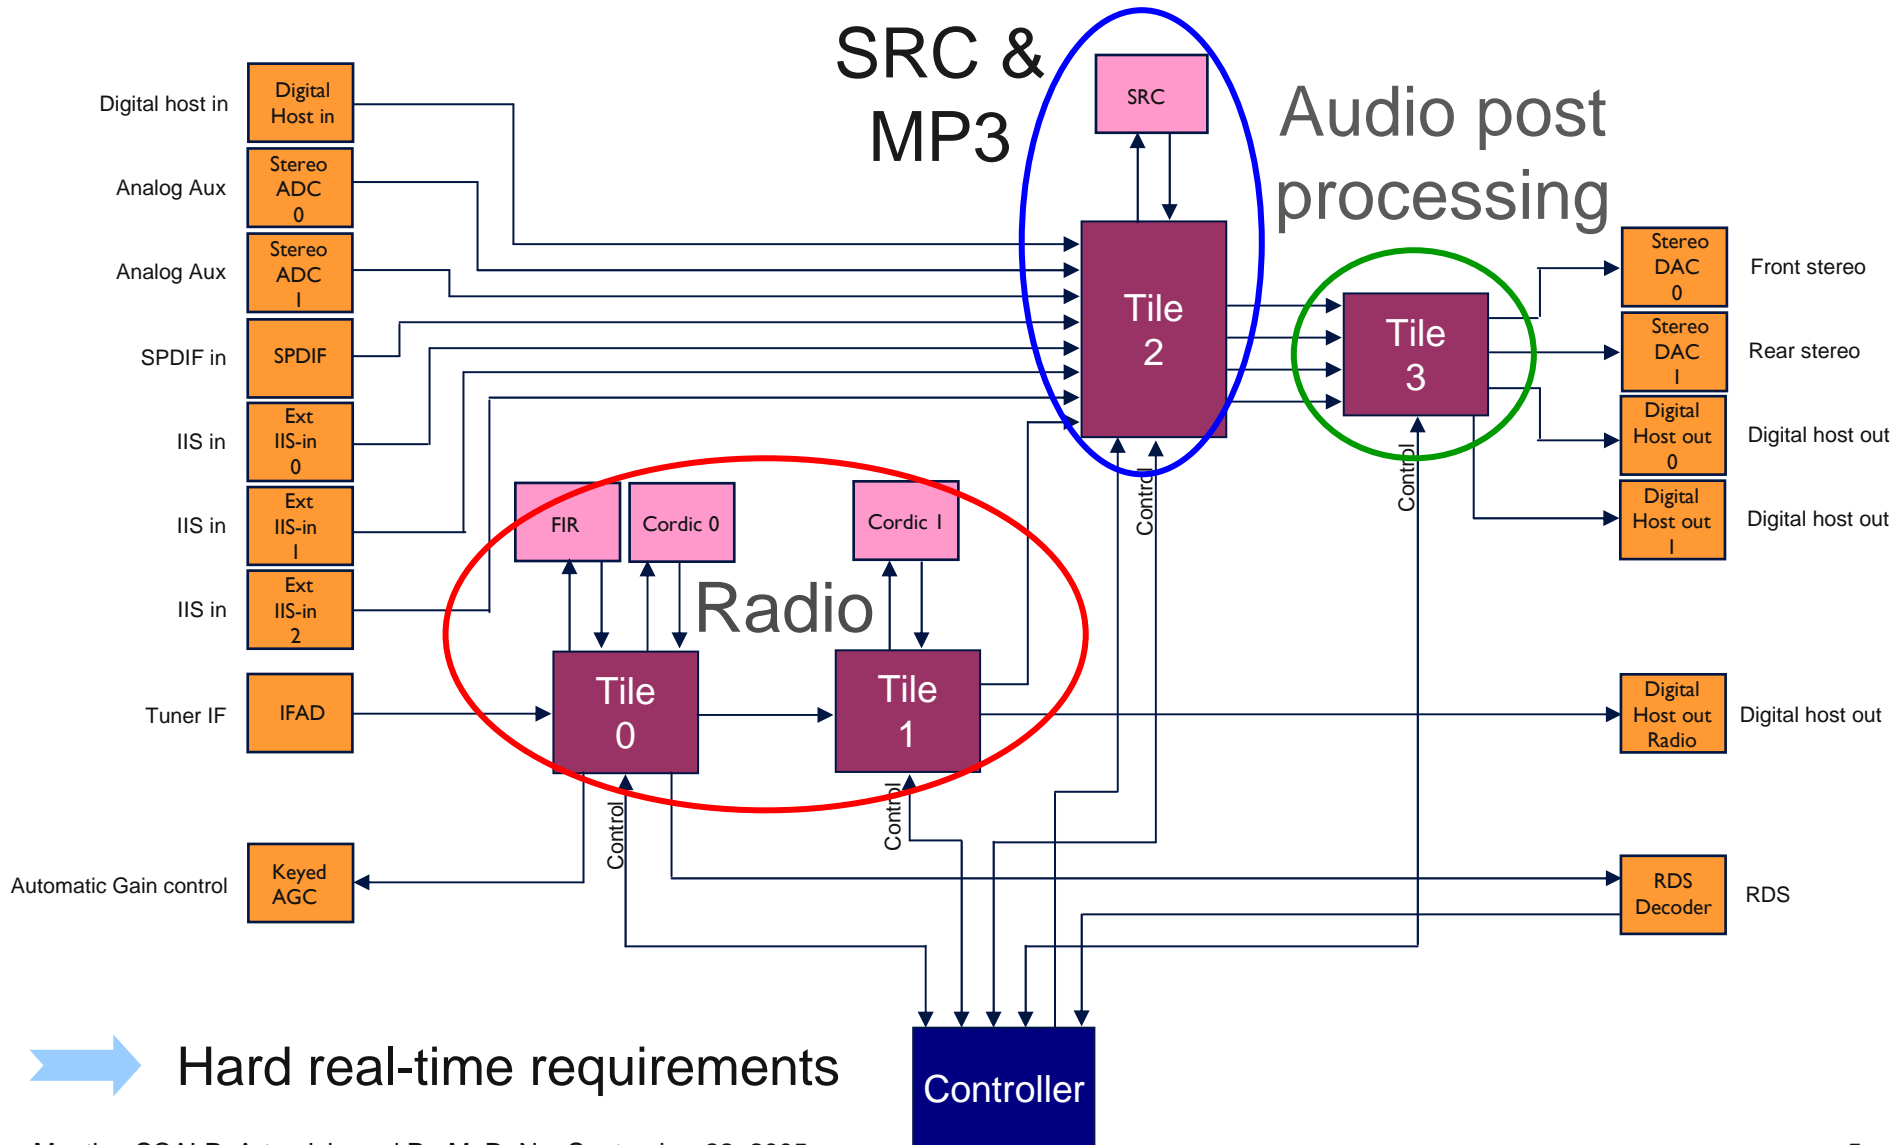 SRC &
MP3
Audio post
processing
Radio
Digital host in
Digital
Host in
Analog Aux
Stereo
ADC
0
Analog Aux
Stereo
ADC
1
SPDIF in
SPDIF
IIS in
Ext
IIS-in
0
IIS in
Ext
IIS-in
1
IIS in
Ext
IIS-in
2
Tuner IF
IFAD
Automatic Gain control
Keyed
AGC
SRC
FIR
Cordic 0
Cordic 1
Tile
0
Tile
1
Tile
2
Tile
3
Control
Control
Control
Control
Stereo
DAC
0
Front stereo
Stereo
DAC
1
Rear stereo
Digital
Host out
0
Digital host out
Digital
Host out
1
Digital host out
Digital
Host out
Radio
Digital host out
RDS
Decoder
RDS
Controller
Hard real-time requirements